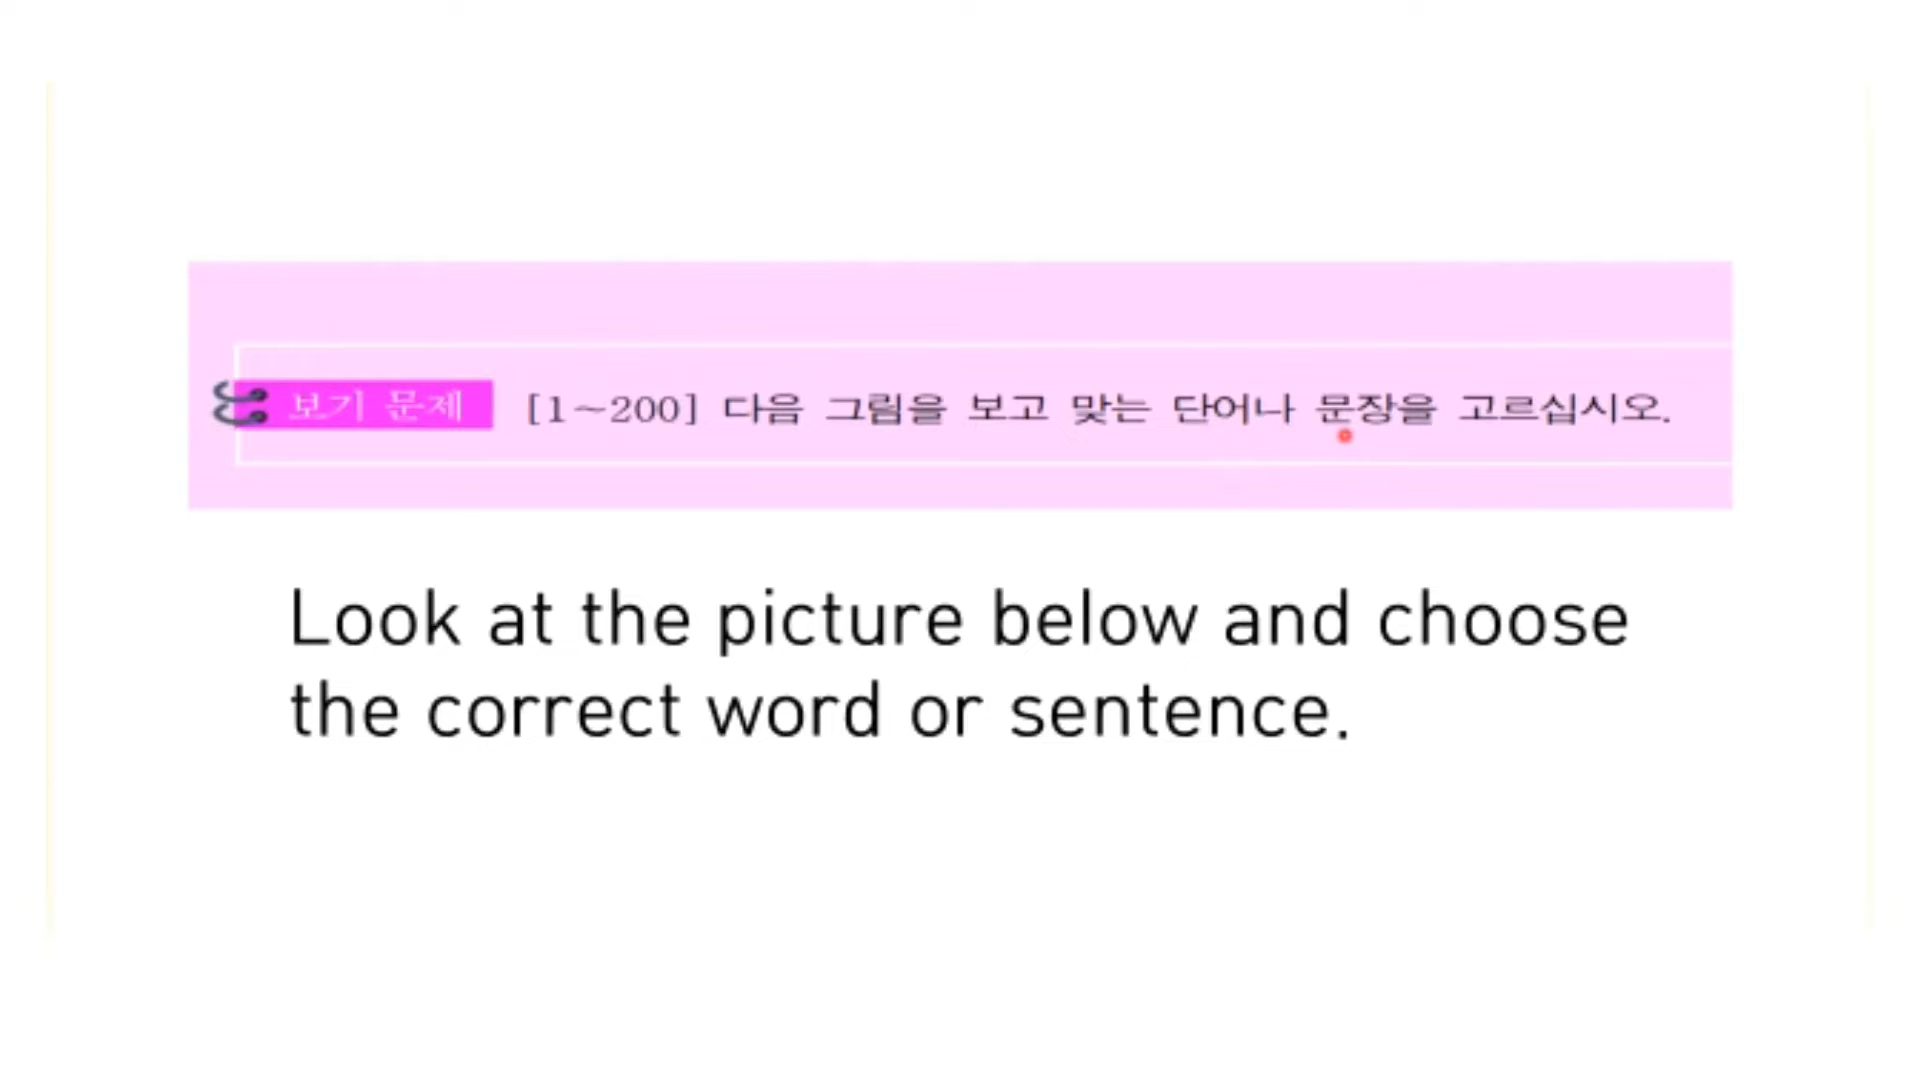 보기 문제 [1~200] 다음 그림을 보고 맞는 단어나 문장을 고르십시오.
Look at the picture below and choose
the correct word or sentence.